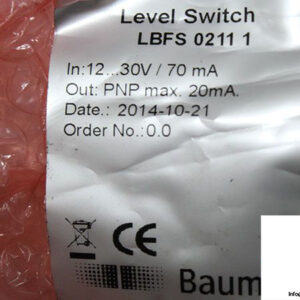 Level Switch
LBFS 0211 1
In:12...30V / 70 mA
Out: PNP max. 20mA.
Date.: 2014-10-21
Order No.:0.0
CE
Baum